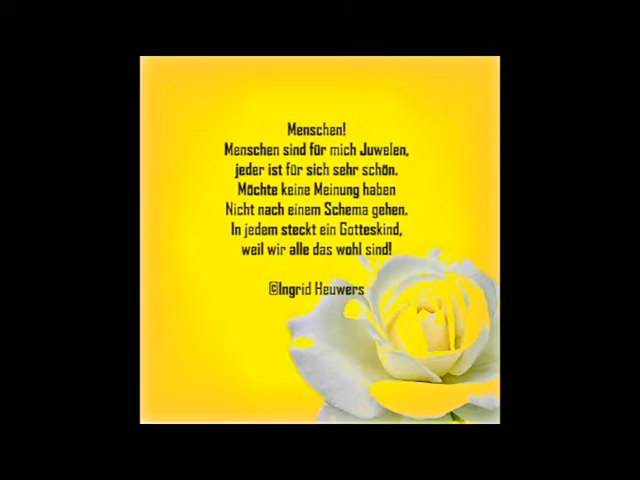 Menschen!
Menschen sind für mich Juwelen,
jeder ist für sich sehr schön.
Möchte keine Meinung haben
Nicht nach einem Schema gehen.
In jedem steckt ein Gotteskind,
weil wir alle das wohl sind!
©Ingrid Heuwers